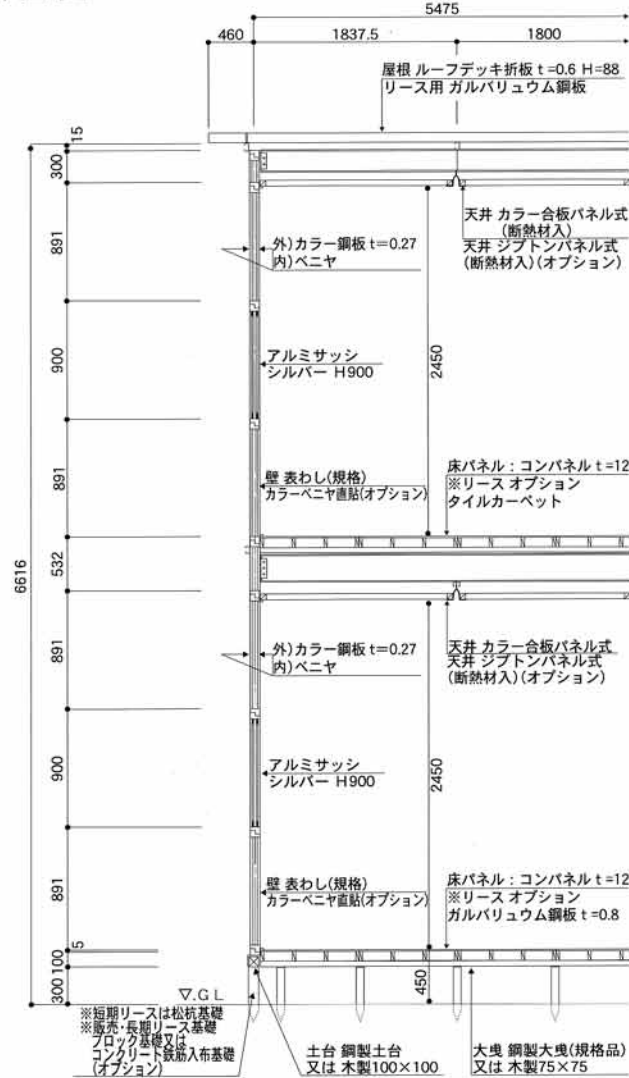 5475
460 1837.5 1800
屋根 ルーフデッキ折板 t=0.6 H=88
リース用 ガルバリュウム鋼板
15
300
891
900
891
532
891
900
891
5
100
300
6616
天井 カラー合板パネル式
(断熱材入)
天井 ジプトンパネル式
(断熱材入)(オプション)
外)カラー鋼板 t=0.27
内)ベニヤ
2450
アルミサッシ
シルバー H900
床パネル：コンパネル t=12
※リース オプション
タイルカーペット
壁 表わし(規格)
カラーベニヤ直貼(オプション)
N N N NN N N NN N
天井 カラー合板パネル式
天井 ジプトンパネル式
(断熱材入)(オプション)
外)カラー鋼板 t=0.27
内)ベニヤ
アルミサッシ
シルバー H900
2450
床パネル：コンパネル t=12
※リース オプション
ガルバリュウム鋼板 t=0.8
壁 表わし(規格)
カラーベニヤ直貼(オプション)
N N N NN N N NN N
450
▽.GL
※短期リースは松杭基礎
※販売･長期リース基礎
ブロック基礎又は
コンクリート鉄筋入布基礎
(オプション)
土台 鋼製土台
又は 木製100×100
大曵 鋼製大曵(規格品)
又は 木製75×75